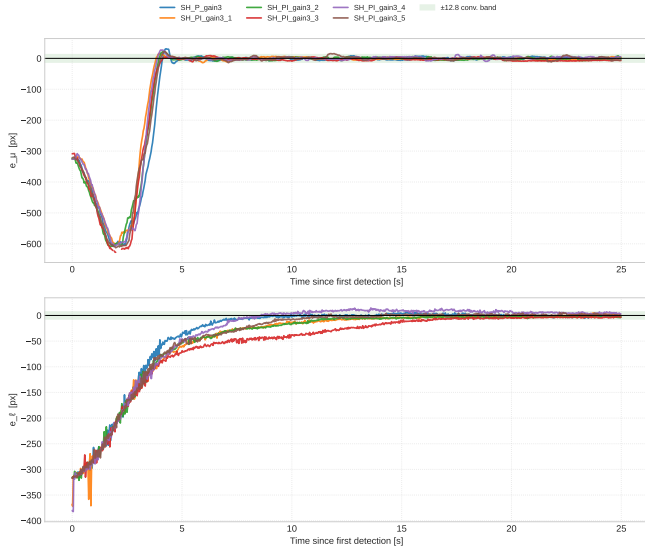 SH_P_gain3 SH_PI_gain3_2 SH_PI_gain3_4 ±12.8 conv. band
SH_PI_gain3_1 SH_PI_gain3_3 SH_PI_gain3_5
0
−100
−200
−300
−400
−500
−600
e_μ [px]
0 5 10 15 20 25
Time since first detection [s]
0
−50
−100
−150
−200
−250
−300
−350
−400
e_ℓ [px]
0 5 10 15 20 25
Time since first detection [s]